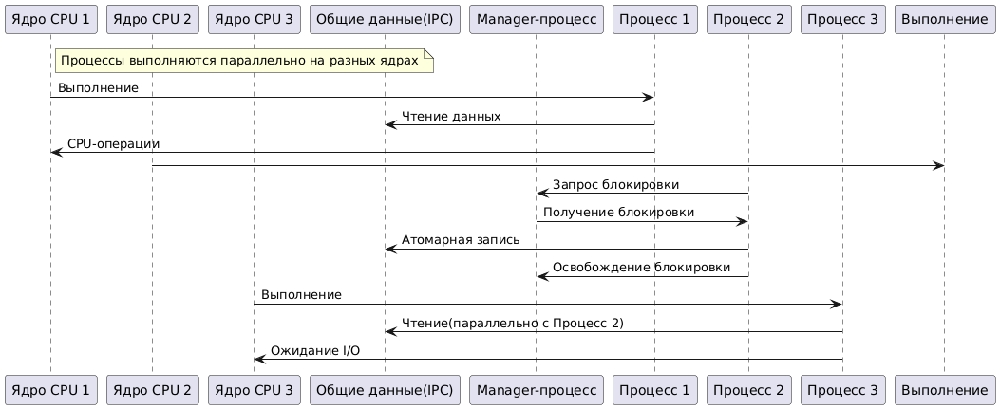 Ядро CPU 1 Ядро CPU 2 Ядро CPU 3 Общие данные(IPC) Manager-процесс Процесс 1 Процесс 2 Процесс 3 Выполнение
Процессы выполняются параллельно на разных ядрах
Выполнение
Чтение данных
CPU-операции
Запрос блокировки
Получение блокировки
Атомарная запись
Освобождение блокировки
Выполнение
Чтение(параллельно с Процесс 2)
Ожидание I/O
Ядро CPU 1 Ядро CPU 2 Ядро CPU 3 Общие данные(IPC) Manager-процесс Процесс 1 Процесс 2 Процесс 3 Выполнение